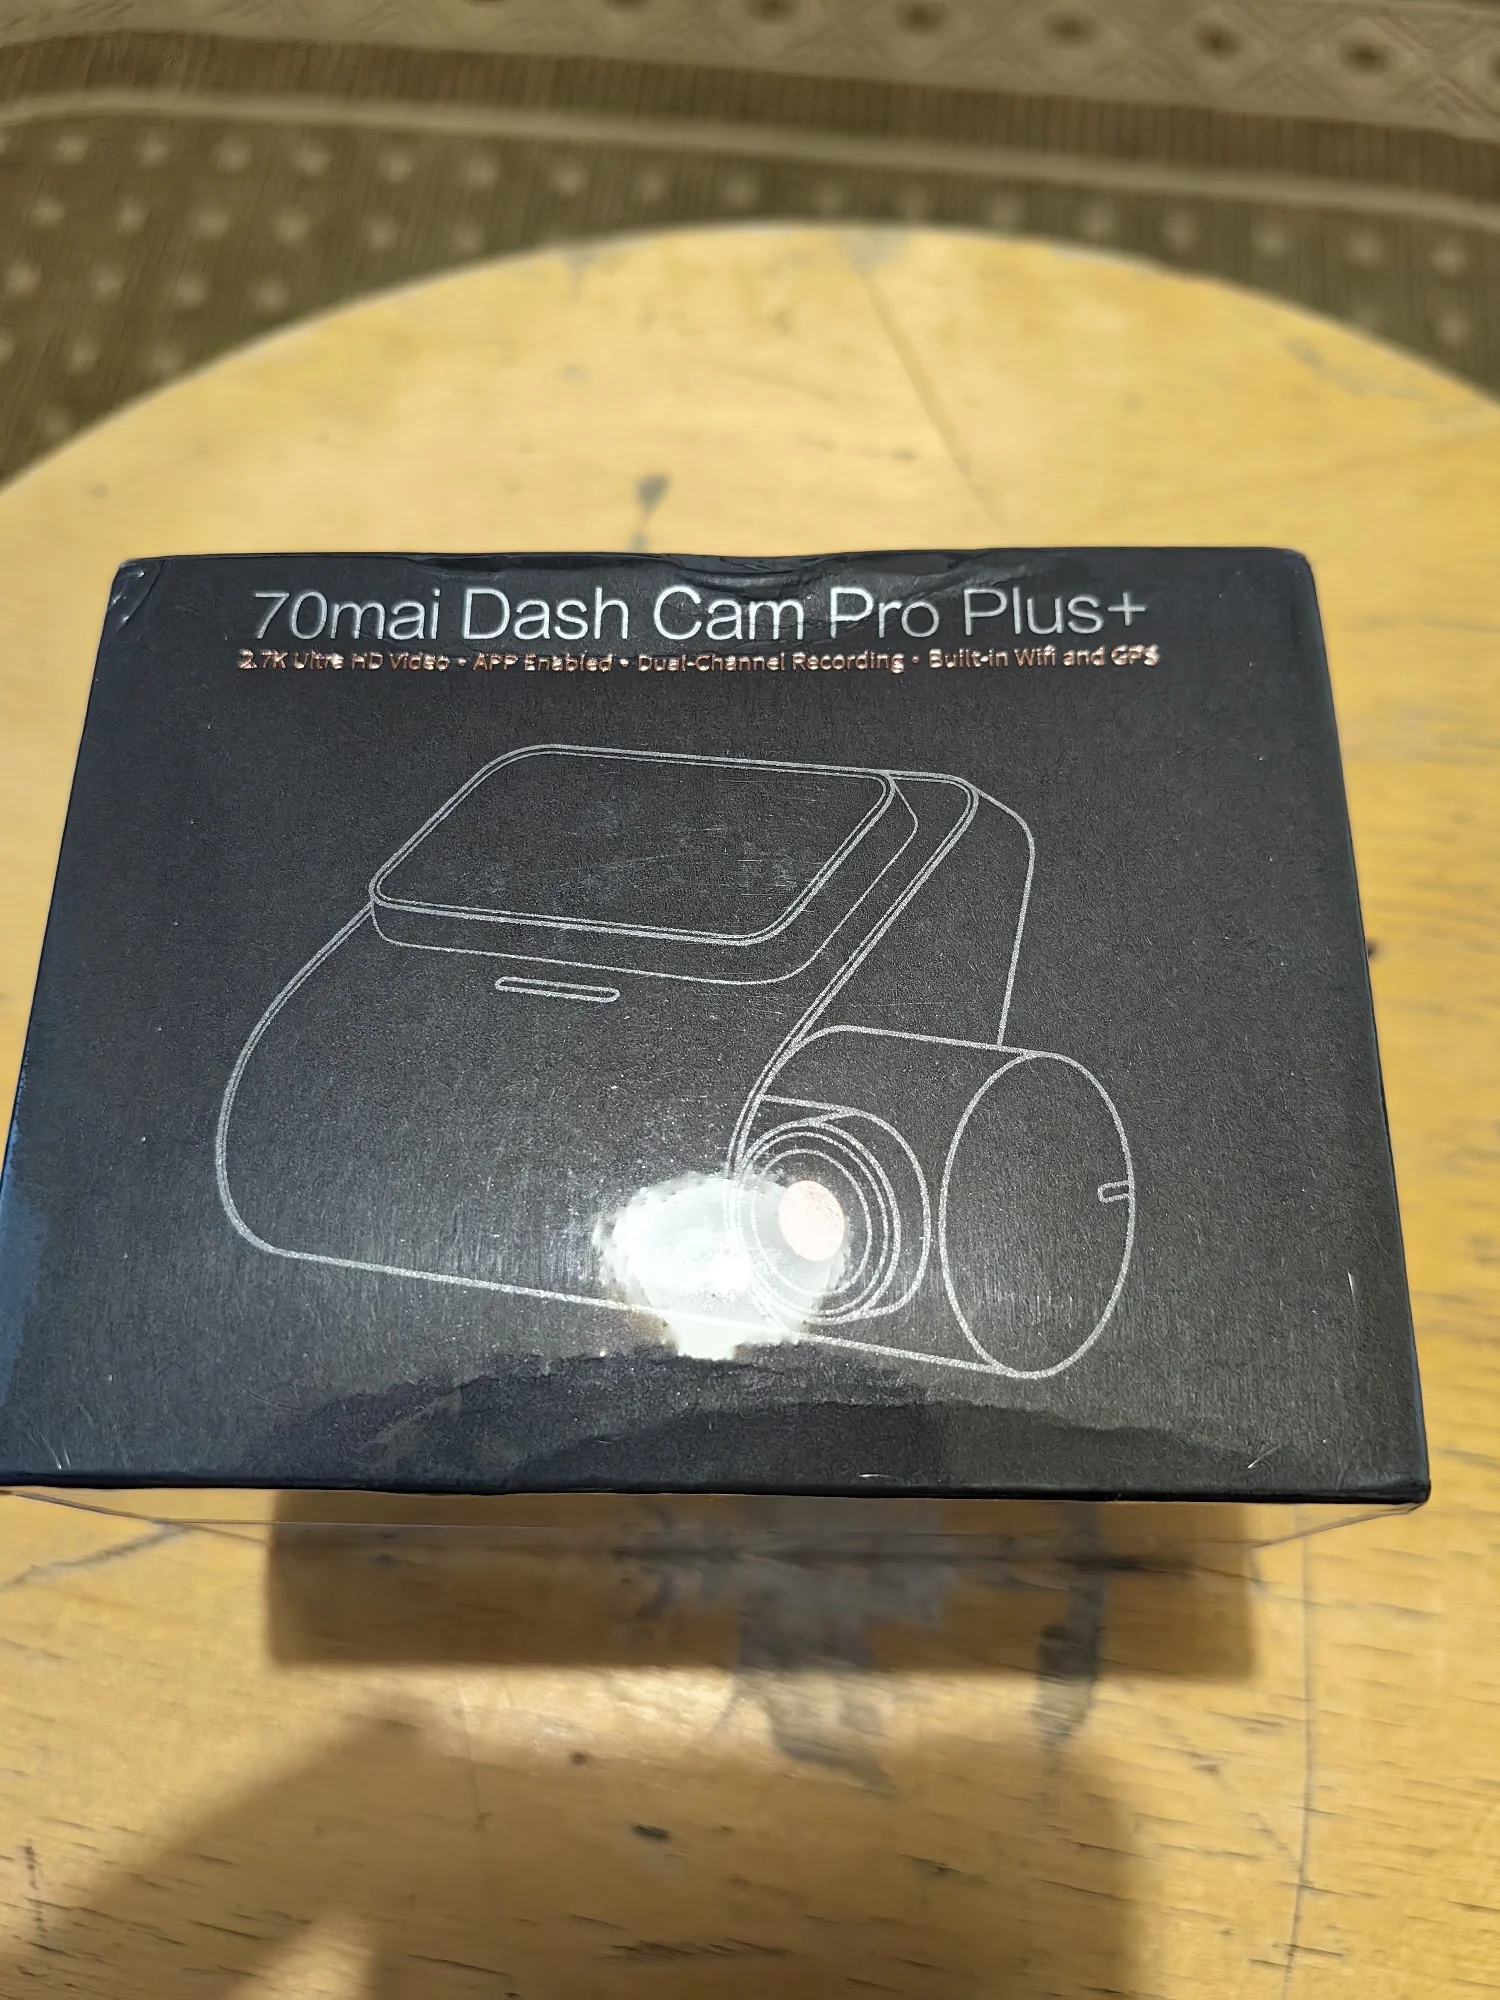 70mai Dash Cam Pro Plus+
2.7K Ultra HD Video • APP Enabled • Dual-Channel Recording • Built-in Wifi and GPS